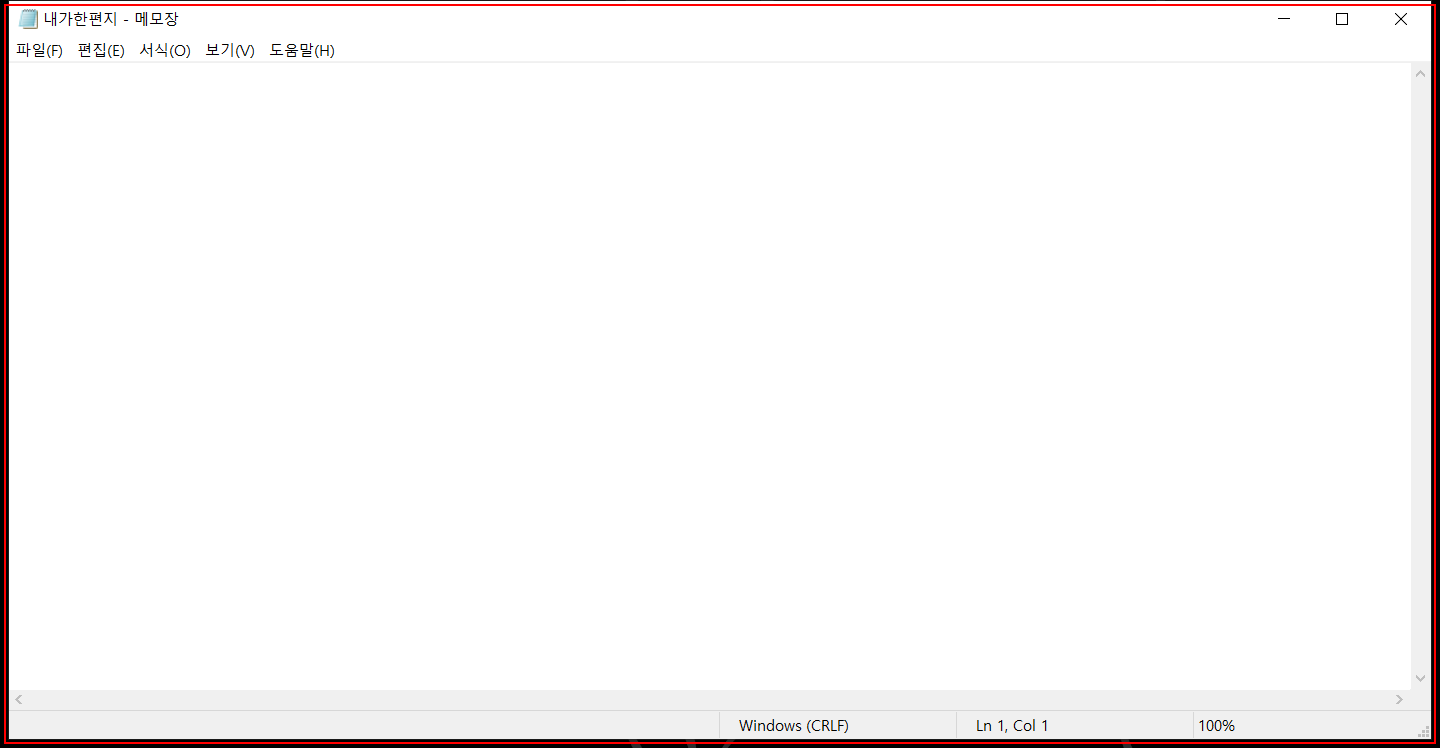 내가한편지 - 메모장
파일(F) 편집(E) 서식(O) 보기(V) 도움말(H)
Windows (CRLF) Ln 1, Col 1 100%